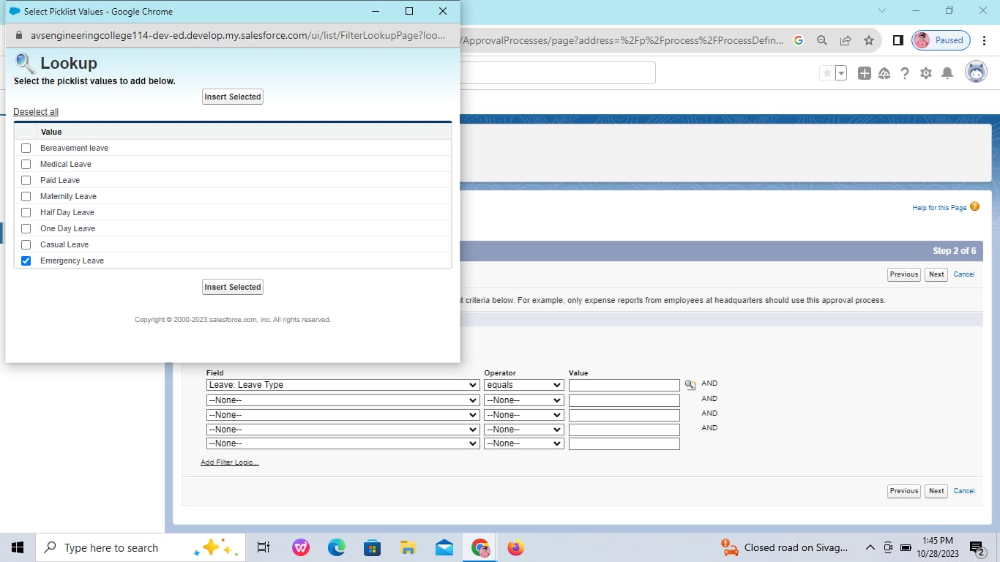 Select Picklist Values - Google Chrome
avsengineeringcollege114-dev-ed.develop.my.salesforce.com/ui/list/FilterLookupPage?loo...
/ApprovalProcesses/page?address=%2Fp%2Fprocess%2FProcessDefin...
Paused
Lookup
Select the picklist values to add below.
Insert Selected
Deselect all
Value
Bereavement leave
Medical Leave
Paid Leave
Maternity Leave
Half Day Leave
One Day Leave
Casual Leave
Emergency Leave
Insert Selected
Copyright © 2000-2023 salesforce.com, inc. All rights reserved.
Help for this Page
Step 2 of 6
Previous Next Cancel
criteria below. For example, only expense reports from employees at headquarters should use this approval process.
Field Operator Value
Leave: Leave Type equals AND
--None-- --None-- AND
--None-- --None-- AND
--None-- --None-- AND
--None-- --None--
Add Filter Logic...
Previous Next Cancel
Type here to search
Closed road on Sivag...
1:45 PM
10/28/2023
2